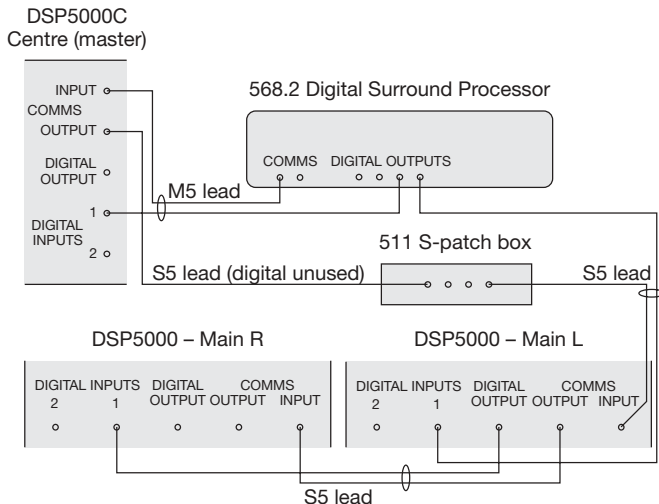 DSP5000C
Centre (master)
INPUT
COMMS
OUTPUT
DIGITAL
OUTPUT
1
DIGITAL
INPUTS
2
568.2 Digital Surround Processor
COMMS DIGITAL OUTPUTS
M5 lead
511 S-patch box
S5 lead (digital unused)
S5 lead
DSP5000 – Main R
DIGITAL INPUTS DIGITAL COMMS
2 1 OUTPUT OUTPUT INPUT
DSP5000 – Main L
DIGITAL INPUTS DIGITAL COMMS
2 1 OUTPUT OUTPUT INPUT
S5 lead